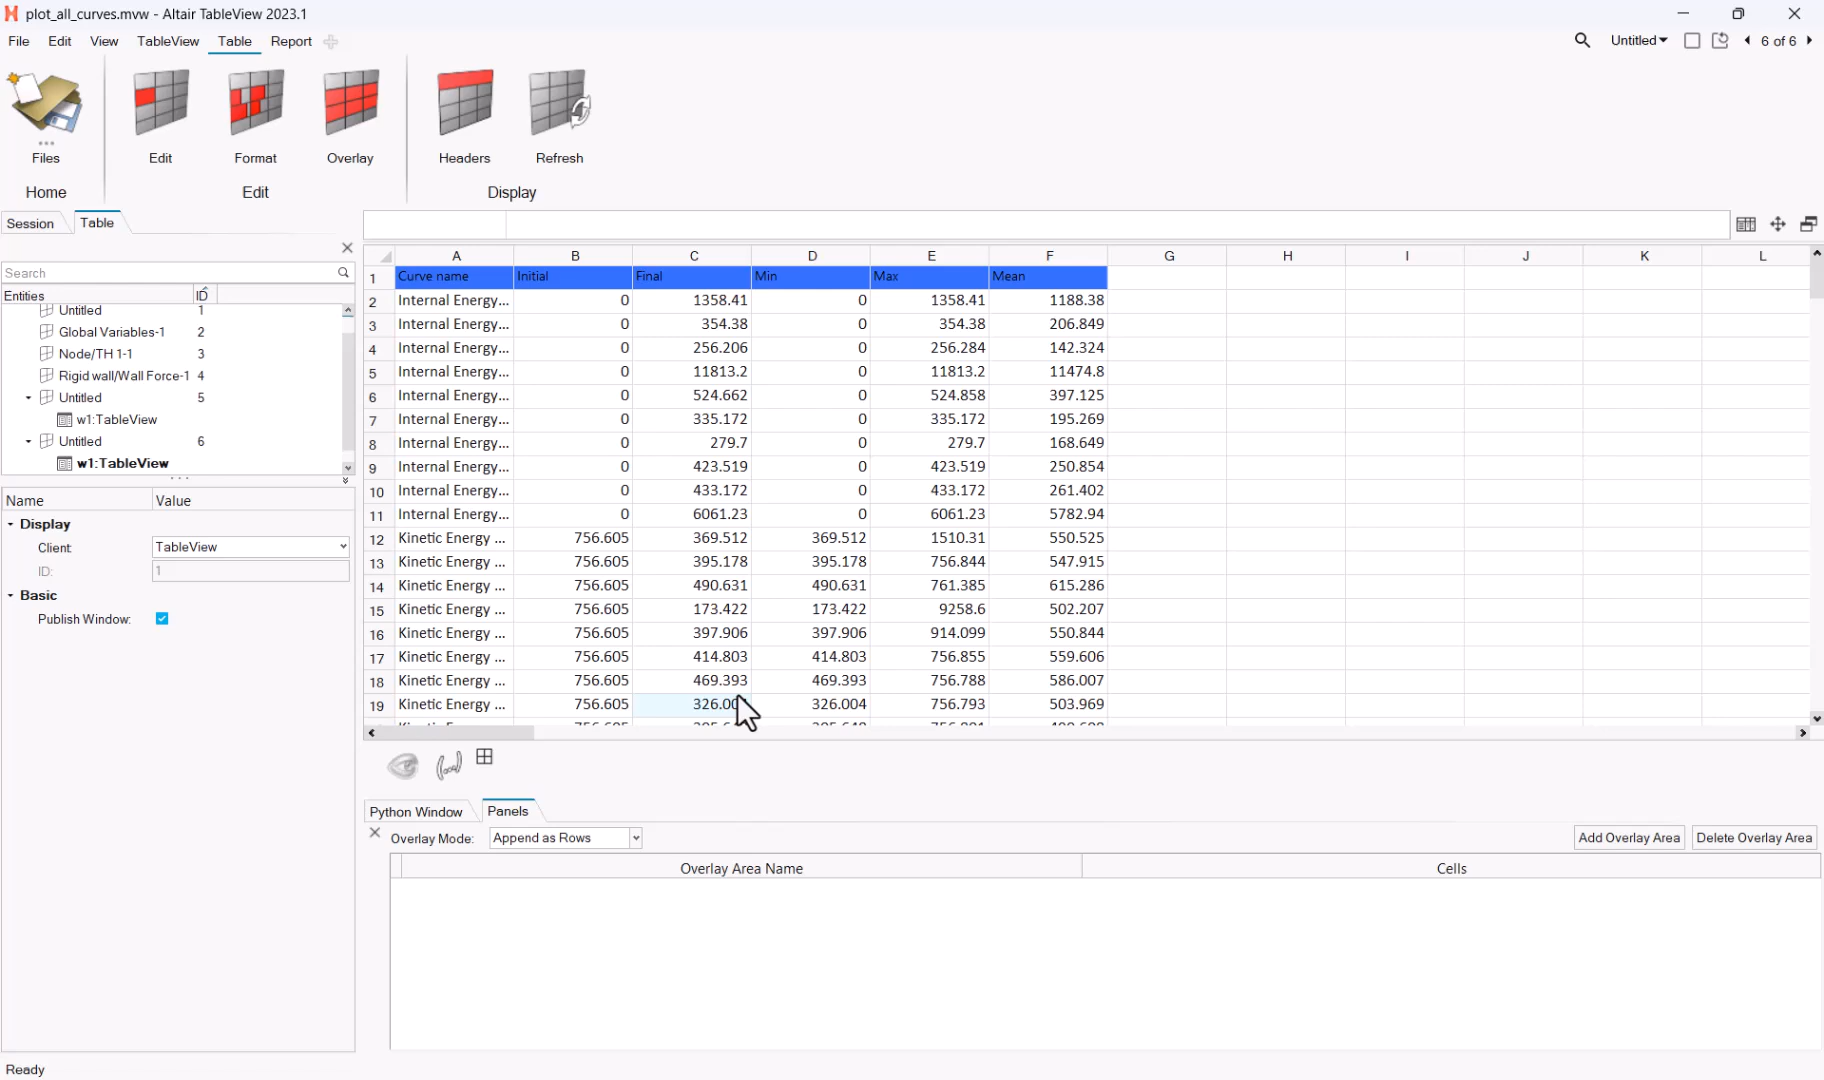 plot_all_curves.mvw - Altair TableView 2023.1
File Edit View TableView Table Report Untitled 6 of 6
Files Edit Format Overlay Headers Refresh
Home Edit Display
Session Table
Search
Entities ID
Untitled 1
Global Variables-1 2
Node/TH 1-1 3
Rigid wall/Wall Force-1 4
Untitled 5
w1:TableView
Untitled 6
w1:TableView
Name Value
Display
Client: TableView
ID: 1
Basic
Publish Window:
A B C D E F G H I J K L
1 Curve name Initial Final Min Max Mean
2 Internal Energy... 0 1358.41 0 1358.41 1188.38
3 Internal Energy... 0 354.38 0 354.38 206.849
4 Internal Energy... 0 256.206 0 256.284 142.324
5 Internal Energy... 0 11813.2 0 11813.2 11474.8
6 Internal Energy... 0 524.662 0 524.858 397.125
7 Internal Energy... 0 335.172 0 335.172 195.269
8 Internal Energy... 0 279.7 0 279.7 168.649
9 Internal Energy... 0 423.519 0 423.519 250.854
10 Internal Energy... 0 433.172 0 433.172 261.402
11 Internal Energy... 0 6061.23 0 6061.23 5782.94
12 Kinetic Energy ... 756.605 369.512 369.512 1510.31 550.525
13 Kinetic Energy ... 756.605 395.178 395.178 756.844 547.915
14 Kinetic Energy ... 756.605 490.631 490.631 761.385 615.286
15 Kinetic Energy ... 756.605 173.422 173.422 9258.6 502.207
16 Kinetic Energy ... 756.605 397.906 397.906 914.099 550.844
17 Kinetic Energy ... 756.605 414.803 414.803 756.855 559.606
18 Kinetic Energy ... 756.605 469.393 469.393 756.788 586.007
19 Kinetic Energy ... 756.605 326.004 326.004 756.793 503.969
Python Window Panels
Overlay Mode: Append as Rows Add Overlay Area Delete Overlay Area
Overlay Area Name Cells
Ready